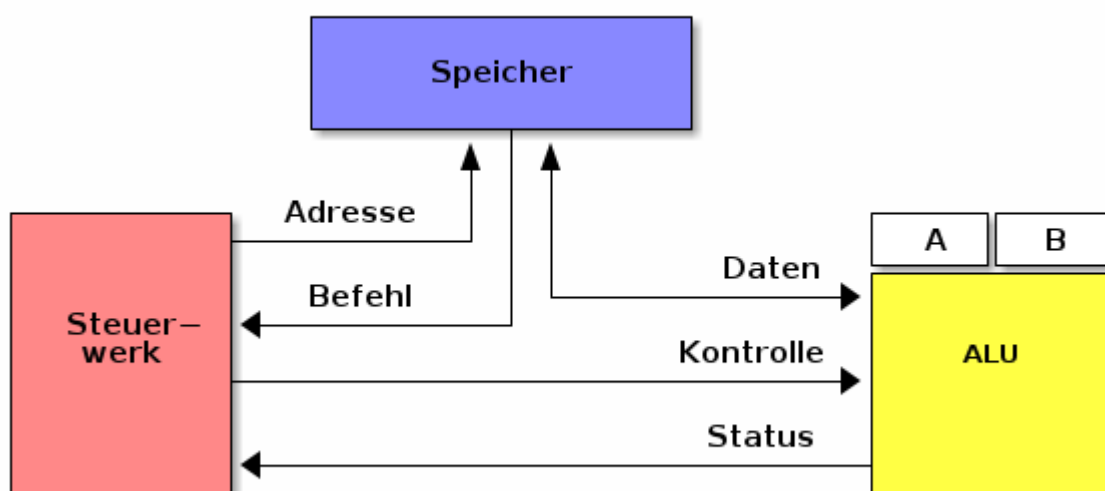 Speicher
Adresse
A
B
Daten
Befehl
Steuer–
werk
Kontrolle
ALU
Status